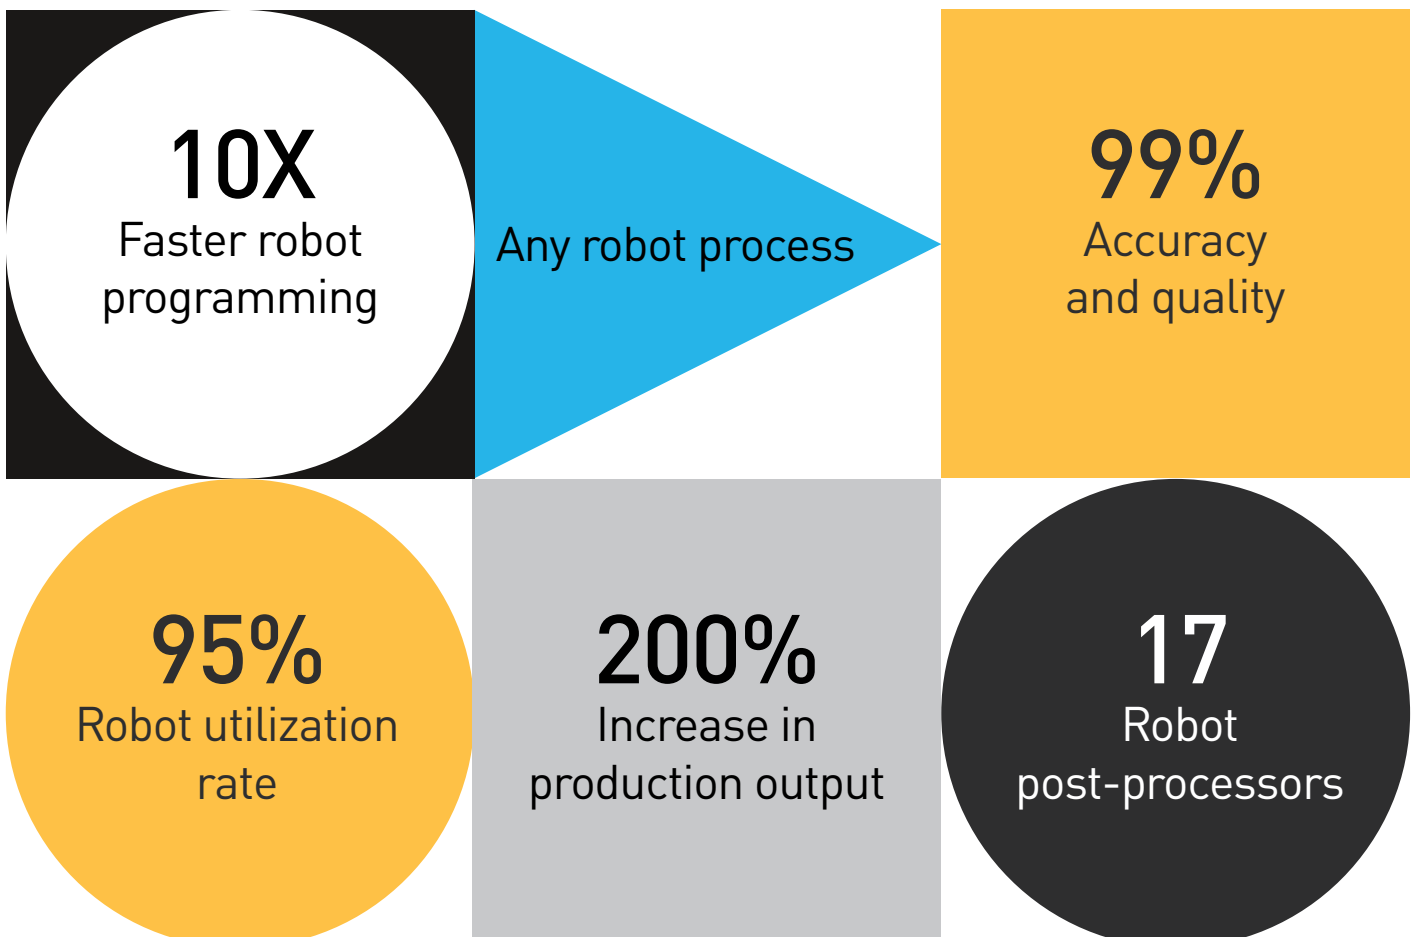 10X
Faster robot
programming
Any robot process
99%
Accuracy
and quality
95%
Robot utilization
rate
200%
Increase in
production output
17
Robot
post-processors